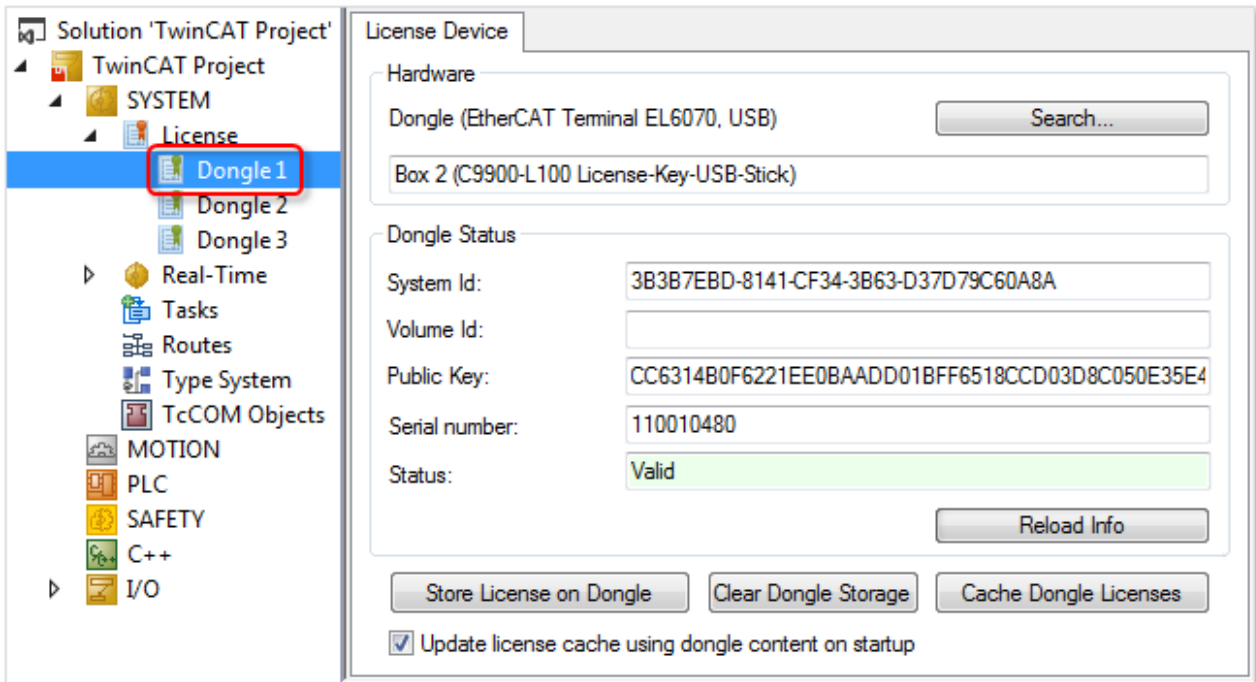 Solution 'TwinCAT Project'
TwinCAT Project
SYSTEM
License
Dongle 1
Dongle 2
Dongle 3
Real-Time
Tasks
Routes
Type System
TcCOM Objects
MOTION
PLC
SAFETY
C++
I/O
License Device
Hardware
Dongle (EtherCAT Terminal EL6070, USB)
Search...
Box 2 (C9900-L100 License-Key-USB-Stick)
Dongle Status
System Id: 3B3B7EBD-8141-CF34-3B63-D37D79C60A8A
Volume Id:
Public Key: CC6314B0F6221EE0BAADD01BFF6518CCD03D8C050E35E4
Serial number: 110010480
Status: Valid
Reload Info
Store License on Dongle Clear Dongle Storage Cache Dongle Licenses
Update license cache using dongle content on startup